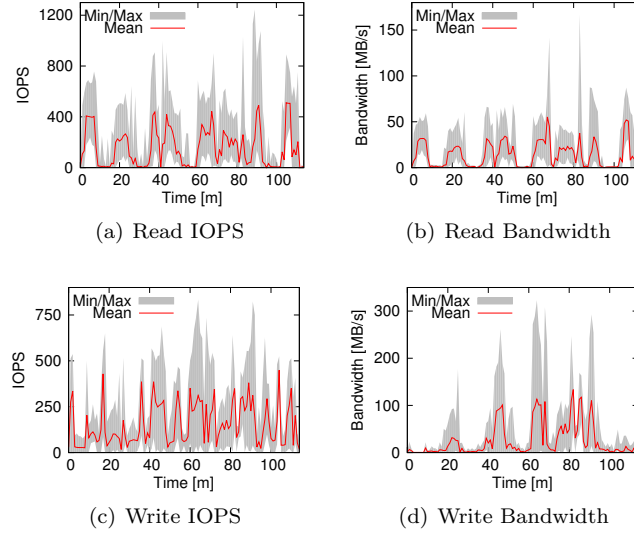 1200
800
400
0
IOPS
Min/Max
Mean
0 20 40 60 80 100
Time [m]
(a) Read IOPS
150
100
50
0
Bandwidth [MB/s]
Min/Max
Mean
0 20 40 60 80 100
Time [m]
(b) Read Bandwidth
750
500
250
0
IOPS
Min/Max
Mean
0 20 40 60 80 100
Time [m]
(c) Write IOPS
300
200
100
0
Bandwidth [MB/s]
Min/Max
Mean
0 20 40 60 80 100
Time [m]
(d) Write Bandwidth